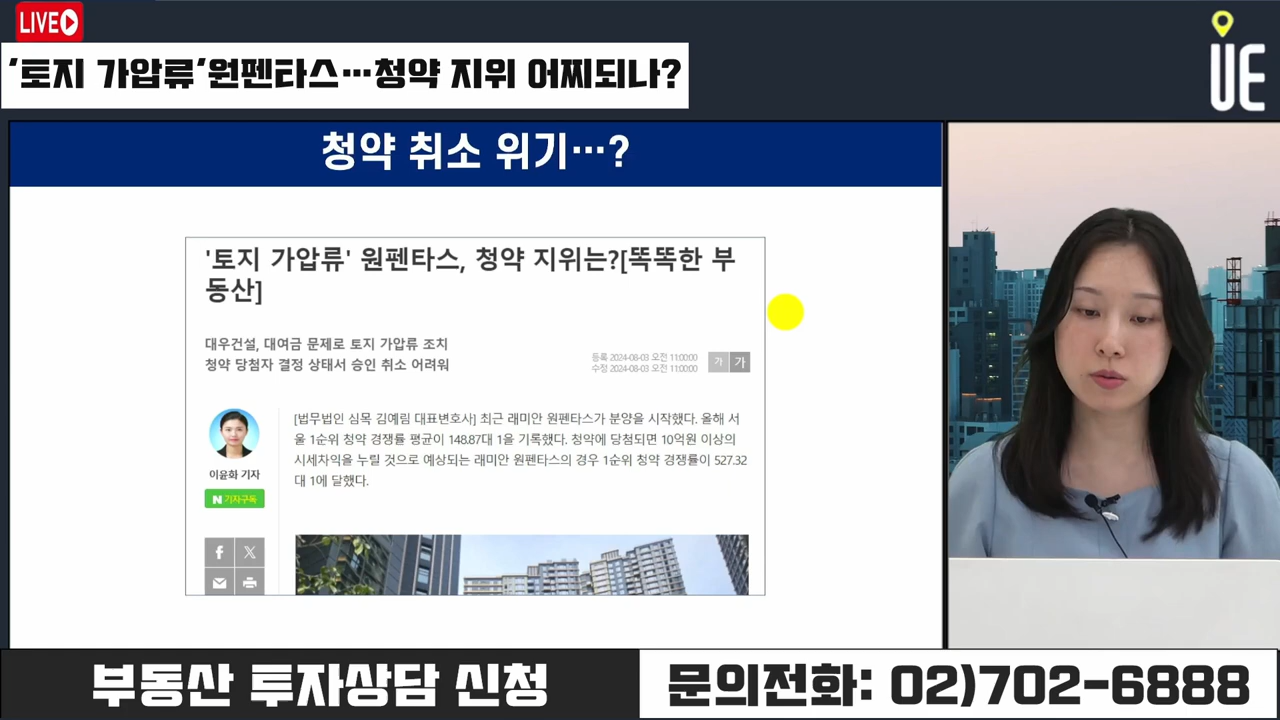 LIVE
'토지 가압류'원펜타스…청약 지위 어찌되나?
UE
청약 취소 위기…?
'토지 가압류' 원펜타스, 청약 지위는?[똑똑한 부
동산]
대우건설, 대여금 문제로 토지 가압류 조치
청약 당첨자 결정 상태서 승인 취소 어려워
등록 2024-08-03 오전 11:00:00
수정 2024-08-03 오전 11:00:00
가 가
[법무법인 심목 김예림 대표변호사] 최근 래미안 원펜타스가 분양을 시작했다. 올해 서
울 1순위 청약 경쟁률 평균이 148.87대 1을 기록했다. 청약에 당첨되면 10억원 이상의
시세차익을 누릴 것으로 예상되는 래미안 원펜타스의 경우 1순위 청약 경쟁률이 527.32
대 1에 달했다.
이윤화 기자
N 기자구독
부동산 투자상담 신청
문의전화: 02)702-6888